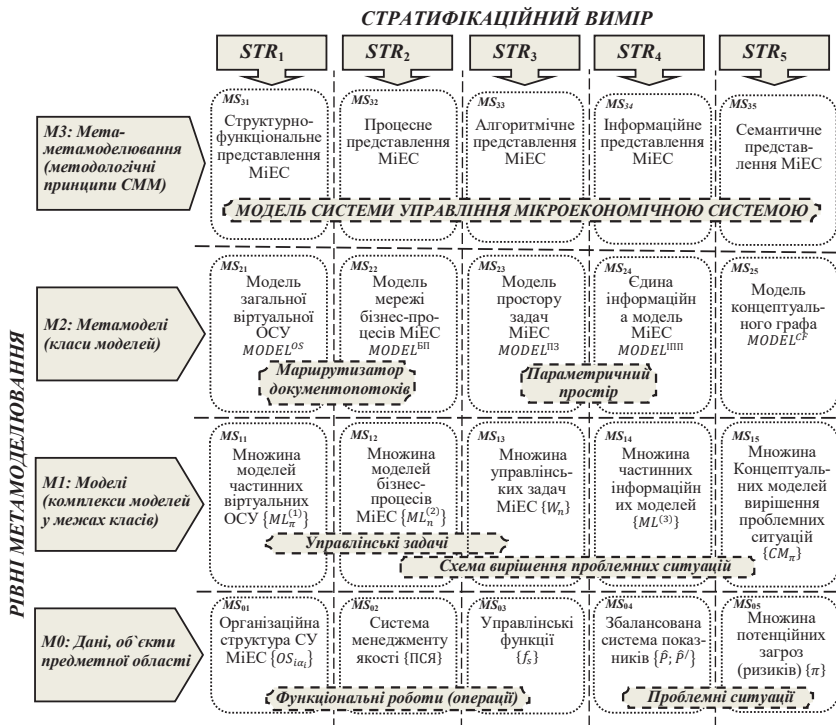 СТРАТИФІКАЦІЙНИЙ ВИМІР
STR₁ STR₂ STR₃ STR₄ STR₅
РІВНІ МЕТАМОДЕЛЮВАННЯ
М3: Мета-
метамоделювання
(методологічні
принципи СММ)
MS₃₁
Структурно-
функціональне
представлення
МіЕС
MS₃₂
Процесне
представлення
МіЕС
MS₃₃
Алгоритмічне
представлення
МіЕС
MS₃₄
Інформаційне
представлення
МіЕС
MS₃₅
Семантичне
представ-
лення МіЕС
МОДЕЛЬ СИСТЕМИ УПРАВЛІННЯ МІКРОЕКОНОМІЧНОЮ СИСТЕМОЮ
М2: Метамоделі
(класи моделей)
MS₂₁
Модель
загальної
віртуальної
ОСУ
MODEL^OS
MS₂₂
Модель
мережі
бізнес-про-
цесів МіЕС
MODEL^БП
MS₂₃
Модель
простору
задач
МіЕС
MODEL^ПЗ
MS₂₄
Єдина
інформаційн
а модель
МіЕС
MODEL^ІПП
MS₂₅
Модель
концептуаль-
ного графа
MODEL^CF
Маршрутизатор
документопотоків
Параметричний
простір
М1: Моделі
(комплекси моделей
у межах класів)
MS₁₁
Множина
моделей
частинних
віртуальних
ОСУ {ML_π^(1)}
MS₁₂
Множина
моделей
бізнес-
процесів
МіЕС {ML_n^(2)}
MS₁₃
Множина
управлінсь-
ких задач
МіЕС {W_n}
MS₁₄
Множина
частинних
інформаційн
их моделей
{ML^(3)}
MS₁₅
Множина
Концептуаль-
них моделей
вирішення
проблемних
ситуацій
{CM_π}
Управлінські задачі
Схема вирішення проблемних ситуацій
М0: Дані, об`єкти
предметної області
MS₀₁
Організаційна
структура СУ
МіЕС {OS_iα_i}
MS₀₂
Система
менеджменту
якості {ПСЯ}
MS₀₃
Управлінські
функції
{f_s}
MS₀₄
Збалансована
система показ-
ників {p̂; p̂^/}
MS₀₅
Множина
потенційних
загроз
(ризиків) {π}
Функціональні роботи (операції)
Проблемні ситуації